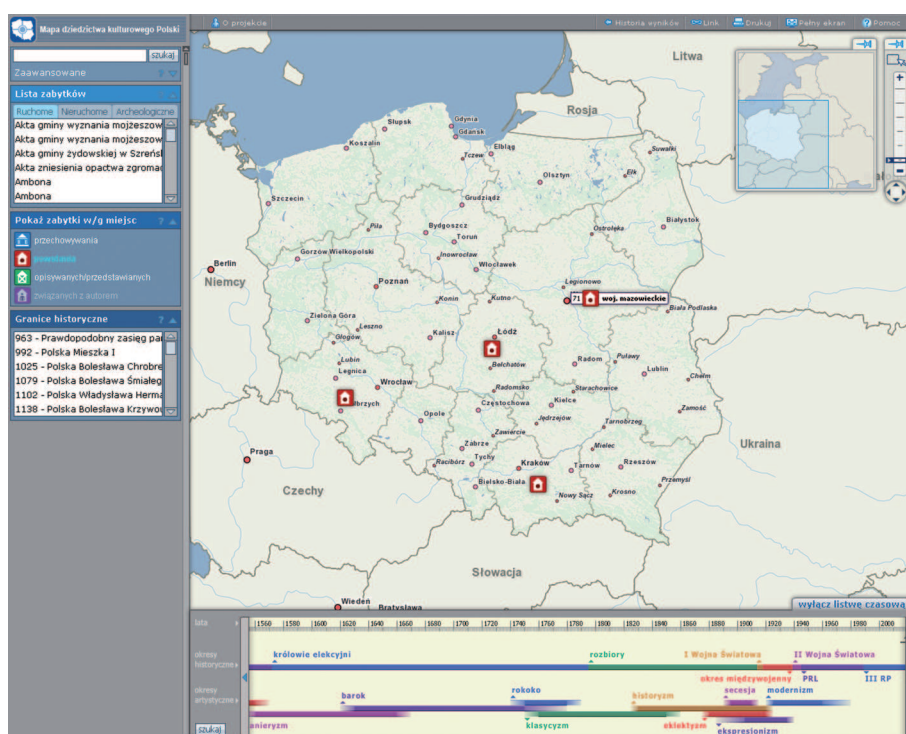 Mapa dziedzictwa kulturowego Polski
O projekcie
Historia wyników
Link
Drukuj
Pełny ekran
Pomoc
szukaj
Zaawansowane
Lista zabytków
Ruchome
Nieruchome
Archeologiczne
Akta gminy wyznania mojżeszow
Akta gminy wyznania mojżeszow
Akta gminy żydowskiej w Szreńsl
Akta zniesienia opactwa zgromad
Ambona
Ambona
Pokaż zabytki w/g miejsc
?
przechowywania
powstania
opisywanych/przedstawianych
związanych z autorem
Granice historyczne
?
963 - Prawdopodobny zasięg pai
992 - Polska Mieszka I
1025 - Polska Bolesława Chrobre
1079 - Polska Bolesława Śmiałeg
1102 - Polska Władysława Herma
1138 - Polska Bolesława Krzywou
Litwa
Rosja
Niemcy
Czechy
Słowacja
Ukraina
Słupsk
Gdynia
Gdańsk
Koszalin
Elbląg
Tczew
Suwałki
Ełk
Olsztyn
Szczecin
Grudziądz
Białystok
Piła
Bydgoszcz
Toruń
Ostrołęka
Inowrocław
Gorzów Wielkopolski
Włocławek
Berlin
Poznań
Legionowo
Konin
Kutno
71
woj. mazowieckie
Biała Podlaska
Zielona Góra
Leszno
Głogów
Kalisz
Łódź
Bełchatów
Radom
Puławy
Lubin
Legnica
Lublin
Chełm
Wrocław
Radomsko
Starachowice
łbrzych
Częstochowa
Kielce
Zamość
Opole
Jędrzejów
Tarnobrzeg
Zawiercie
Zabrze
Mielec
Praga
Racibórz
Tychy
Kraków
Tarnów
Rzeszów
Przemyśl
Bielsko-Biała
Nowy Sącz
Krosno
Wiedeń
Bratysława
wyłącz listwę czasową
lata
1560
1580
1600
1620
1640
1660
1680
1700
1720
1740
1760
1780
1800
1820
1840
1860
1880
1900
1920
1940
1960
1980
2000
okresy
historyczne
królowie elekcyjni
rozbiory
I Wojna Światowa
II Wojna Światowa
okres międzywojenny
PRL
III RP
okresy
artystyczne
barok
rokoko
historyzm
secesja
modernizm
anieryzm
klasycyzm
eklektyzm
ekspresjonizm
szukaj